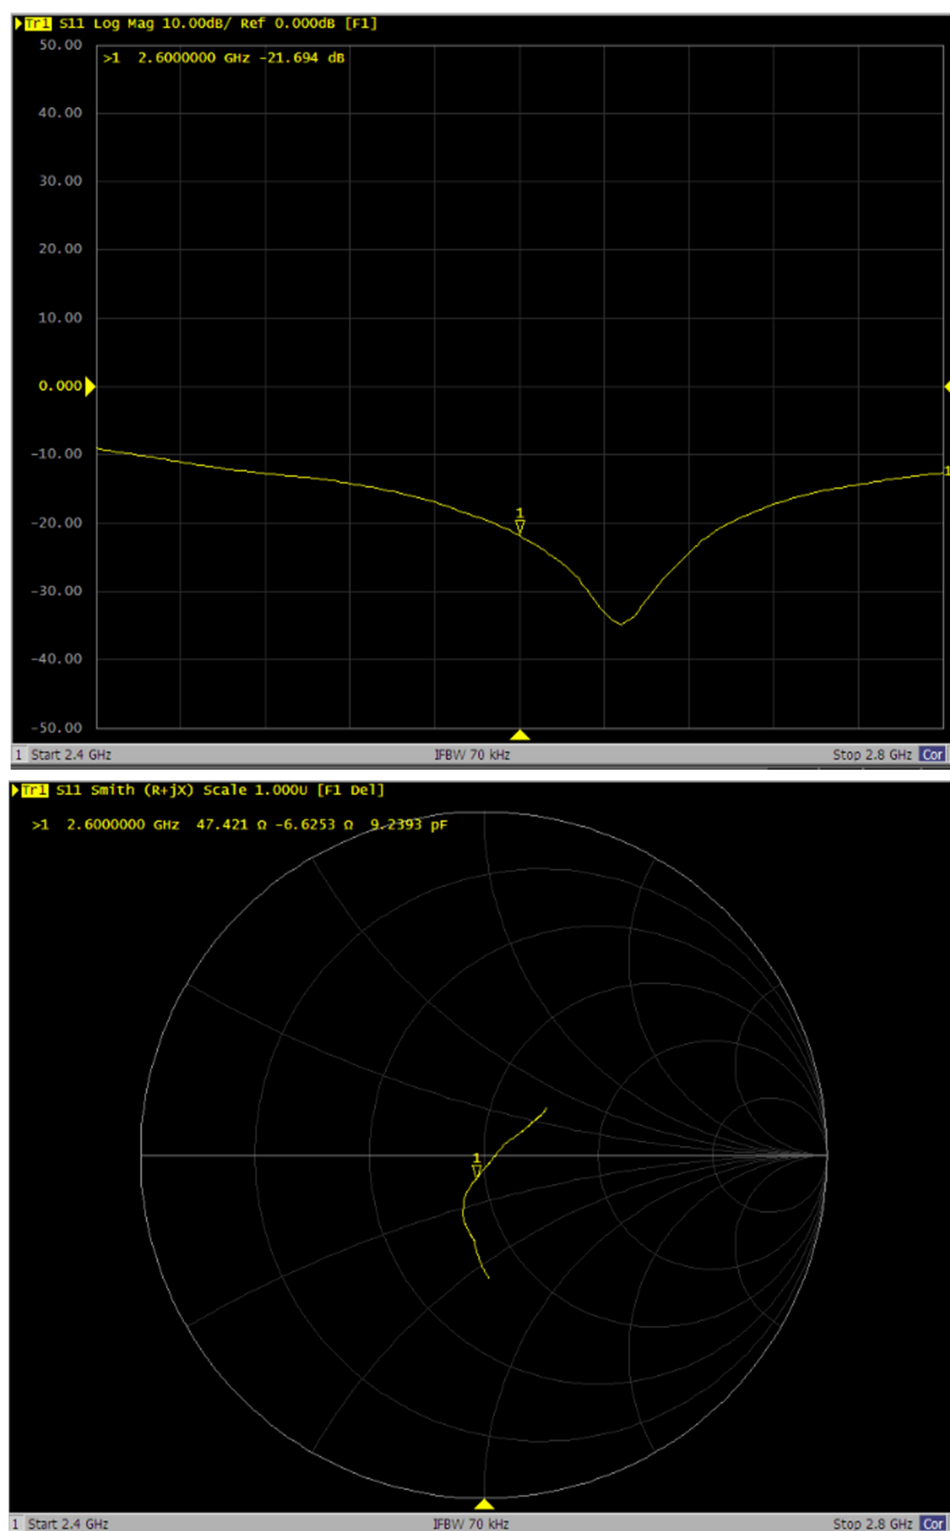 Tr1 S11 Log Mag 10.00dB/ Ref 0.000dB [F1]
50.00
>1 2.6000000 GHz -21.694 dB
40.00
30.00
20.00
10.00
0.000
-10.00
1
-20.00
1
-30.00
-40.00
-50.00
1 Start 2.4 GHz IFBW 70 kHz Stop 2.8 GHz Cor
Tr1 S11 Smith (R+jX) Scale 1.000U [F1 Del]
>1 2.6000000 GHz 47.421 Ω -6.6253 Ω 9.2393 pF
1
1 Start 2.4 GHz IFBW 70 kHz Stop 2.8 GHz Cor